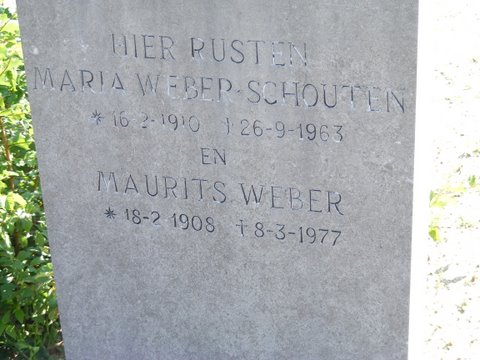 HIER RUSTEN
MARIA WEBER-SCHOUTEN
* 16-2-1910 † 26-9-1963
EN
MAURITS WEBER
* 18-2-1908 † 8-3-1977